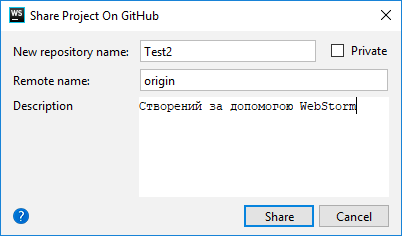 WS Share Project On GitHub
New repository name: Test2 Private
Remote name: origin
Description Створений за допомогою WebStorm
? Share Cancel